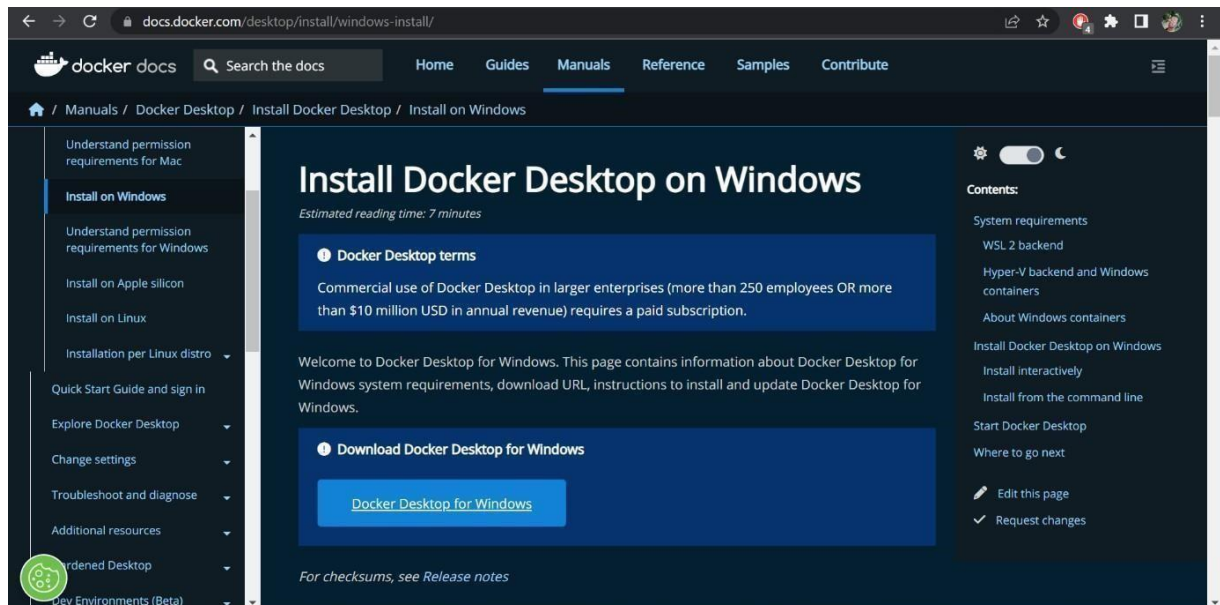 docs.docker.com/desktop/install/windows-install/
4
docker docs
Search the docs
Home
Guides
Manuals
Reference
Samples
Contribute
/ Manuals / Docker Desktop / Install Docker Desktop / Install on Windows
Understand permission
requirements for Mac
Install on Windows
Understand permission
requirements for Windows
Install on Apple silicon
Install on Linux
Installation per Linux distro
Quick Start Guide and sign in
Explore Docker Desktop
Change settings
Troubleshoot and diagnose
Additional resources
rdened Desktop
Dev Environments (Beta)
Install Docker Desktop on Windows
Estimated reading time: 7 minutes
Docker Desktop terms
Commercial use of Docker Desktop in larger enterprises (more than 250 employees OR more
than $10 million USD in annual revenue) requires a paid subscription.
Welcome to Docker Desktop for Windows. This page contains information about Docker Desktop for
Windows system requirements, download URL, instructions to install and update Docker Desktop for
Windows.
Download Docker Desktop for Windows
Docker Desktop for Windows
For checksums, see Release notes
Contents:
System requirements
WSL 2 backend
Hyper-V backend and Windows
containers
About Windows containers
Install Docker Desktop on Windows
Install interactively
Install from the command line
Start Docker Desktop
Where to go next
Edit this page
Request changes